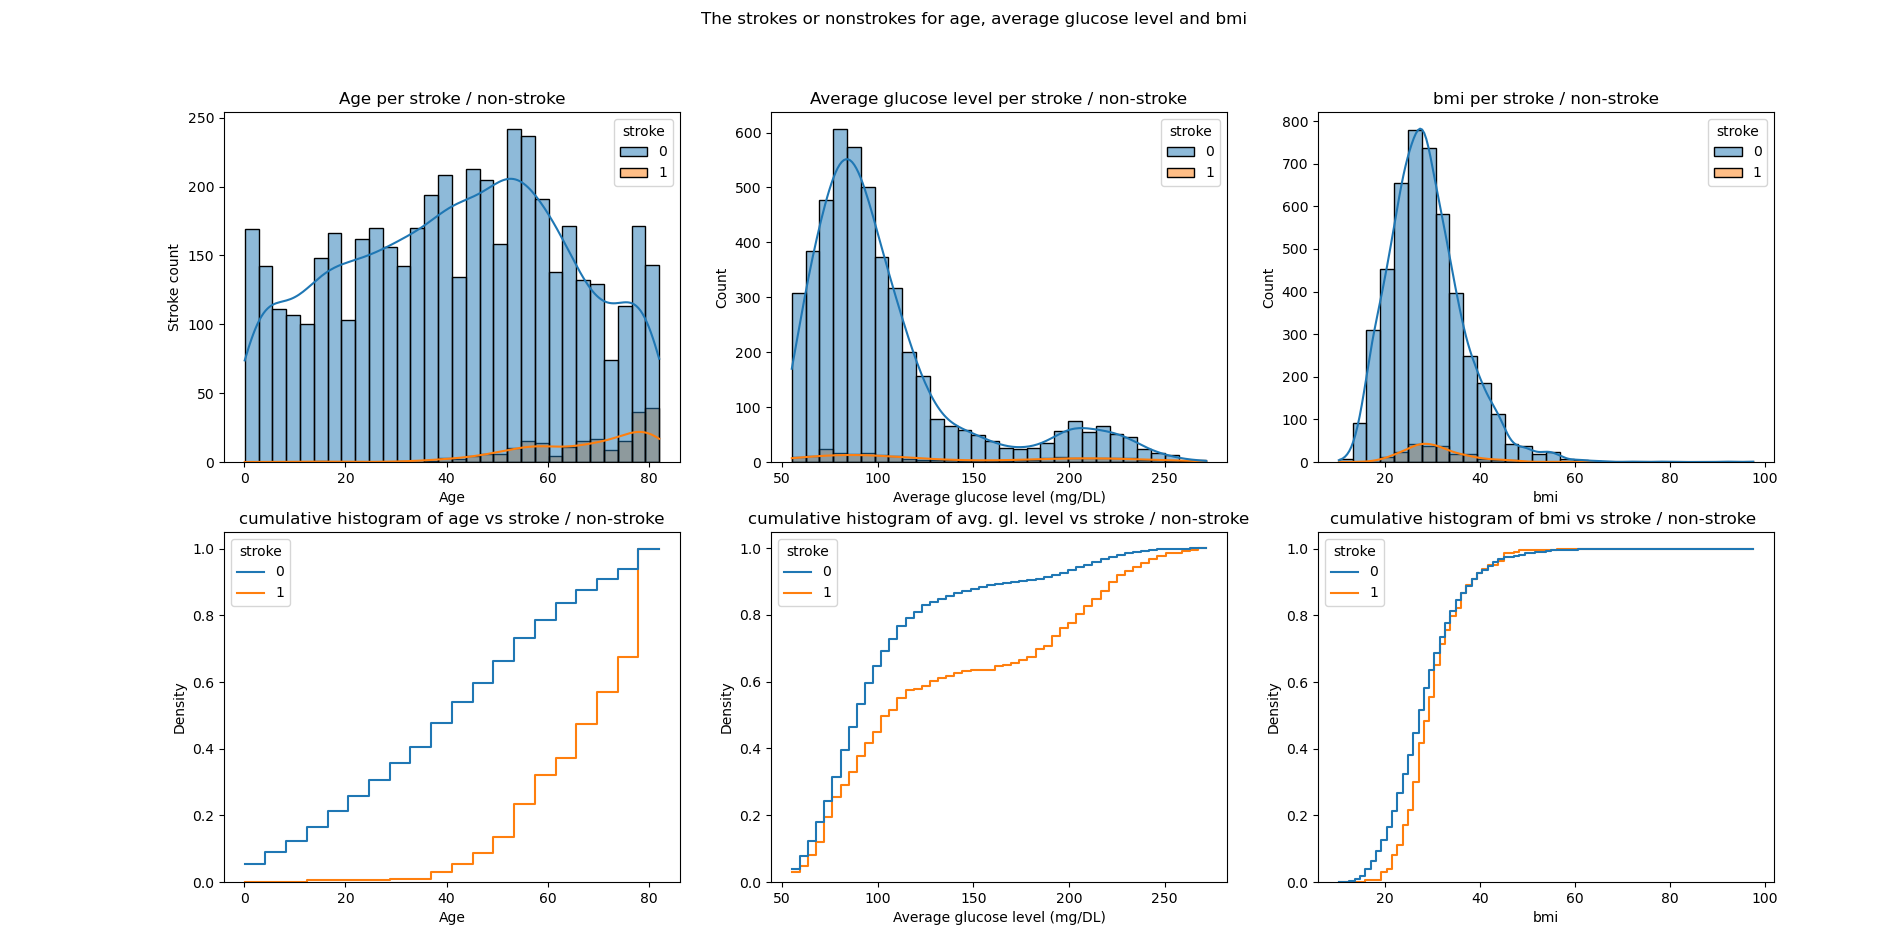 The strokes or nonstrokes for age, average glucose level and bmi
Age per stroke / non-stroke
250
200
150
100
50
0
Stroke count
0 20 40 60 80
Age
stroke
0
1
Average glucose level per stroke / non-stroke
600
500
400
300
200
100
0
Count
50 100 150 200 250
Average glucose level (mg/DL)
stroke
0
1
bmi per stroke / non-stroke
800
700
600
500
400
300
200
100
0
Count
20 40 60 80 100
bmi
stroke
0
1
cumulative histogram of age vs stroke / non-stroke
1.0
0.8
0.6
0.4
0.2
0.0
Density
0 20 40 60 80
Age
stroke
0
1
cumulative histogram of avg. gl. level vs stroke / non-stroke
1.0
0.8
0.6
0.4
0.2
0.0
Density
50 100 150 200 250
Average glucose level (mg/DL)
stroke
0
1
cumulative histogram of bmi vs stroke / non-stroke
1.0
0.8
0.6
0.4
0.2
0.0
Density
20 40 60 80 100
bmi
stroke
0
1